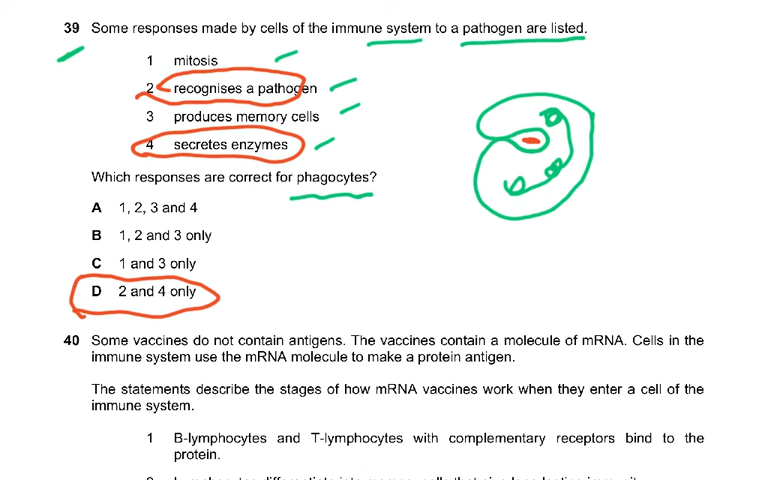 39 Some responses made by cells of the immune system to a pathogen are listed.
1 mitosis
2 recognises a pathogen
3 produces memory cells
4 secretes enzymes
Which responses are correct for phagocytes?
A 1, 2, 3 and 4
B 1, 2 and 3 only
C 1 and 3 only
D 2 and 4 only
40 Some vaccines do not contain antigens. The vaccines contain a molecule of mRNA. Cells in the
immune system use the mRNA molecule to make a protein antigen.
The statements describe the stages of how mRNA vaccines work when they enter a cell of the
immune system.
1 B-lymphocytes and T-lymphocytes with complementary receptors bind to the
protein.